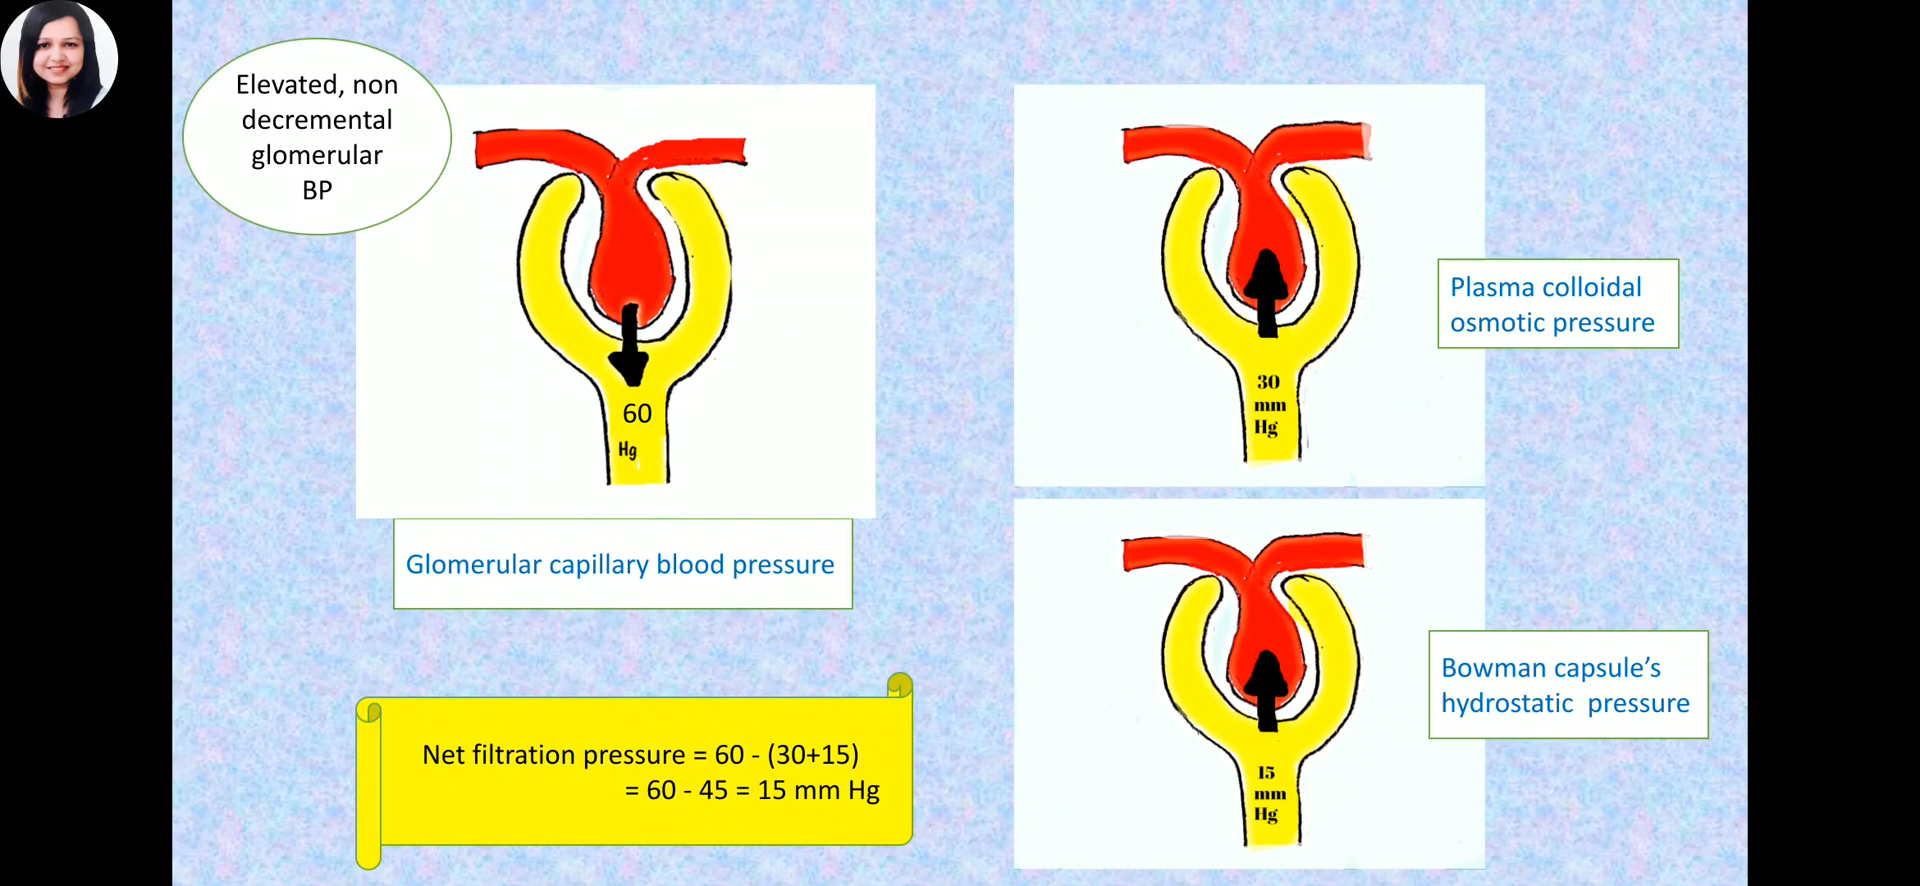 Elevated, non
decremental
glomerular
BP
60
Hg
Glomerular capillary blood pressure
30
mm
Hg
Plasma colloidal
osmotic pressure
15
mm
Hg
Bowman capsule’s
hydrostatic  pressure
Net filtration pressure = 60 - (30+15)
= 60 - 45 = 15 mm Hg